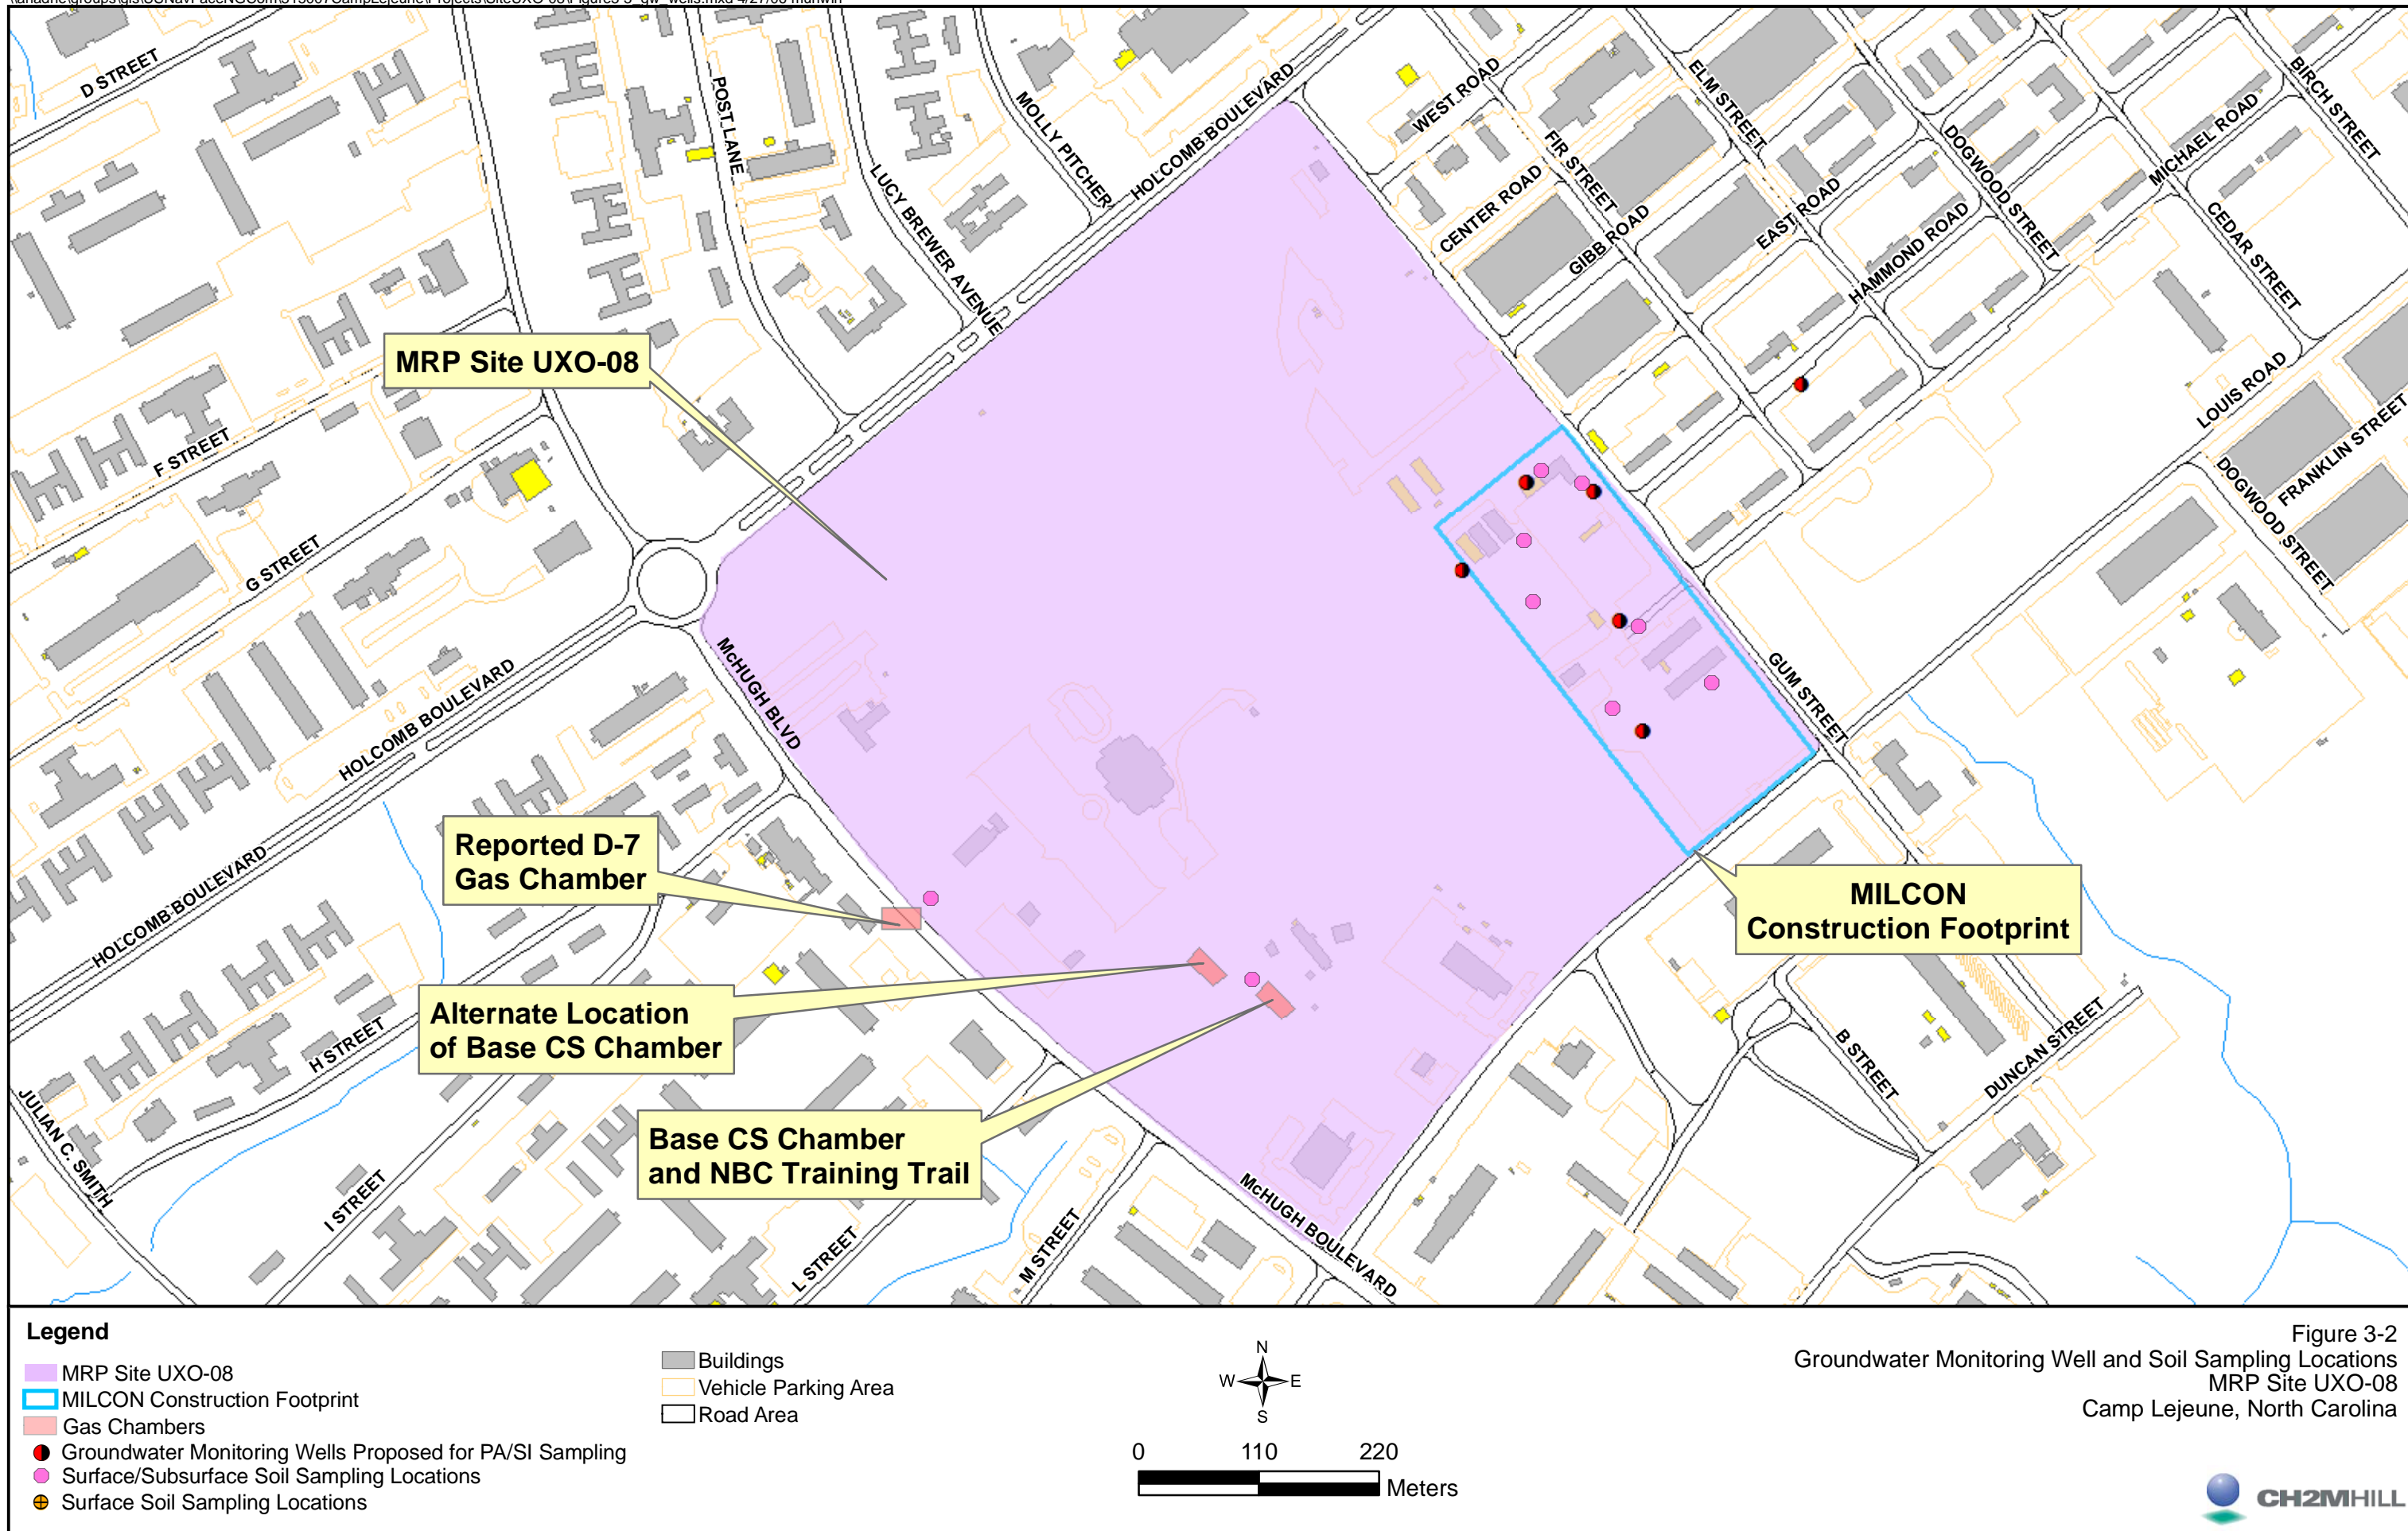 D STREET
POST LANE
MOLLY PITCHER
HOLCOMB BOULEVARD
LUCY BREWER AVENUE
WEST ROAD
ELM STREET
BIRCH STREET
FIR STREET
DOGWOOD STREET
MICHAEL ROAD
CENTER ROAD
GIBB ROAD
EAST ROAD
HAMMOND ROAD
CEDAR STREET
MRP Site UXO-08
F STREET
LOUIS ROAD
FRANKLIN STREET
DOGWOOD STREET
G STREET
McHUGH BLVD
GUM STREET
HOLCOMB BOULEVARD
Reported D-7
Gas Chamber
HOLCOMB BOULEVARD
MILCON
Construction Footprint
Alternate Location
of Base CS Chamber
H STREET
B STREET
DUNCAN STREET
JULIAN C. SMITH
Base CS Chamber
and NBC Training Trail
I STREET
L STREET
M STREET
McHUGH BOULEVARD
Legend
MRP Site UXO-08
MILCON Construction Footprint
Gas Chambers
Groundwater Monitoring Wells Proposed for PA/SI Sampling
Surface/Subsurface Soil Sampling Locations
Surface Soil Sampling Locations
Buildings
Vehicle Parking Area
Road Area
N
W E
S
0 110 220
Meters
Figure 3-2
Groundwater Monitoring Well and Soil Sampling Locations
MRP Site UXO-08
Camp Lejeune, North Carolina
CH2MHILL